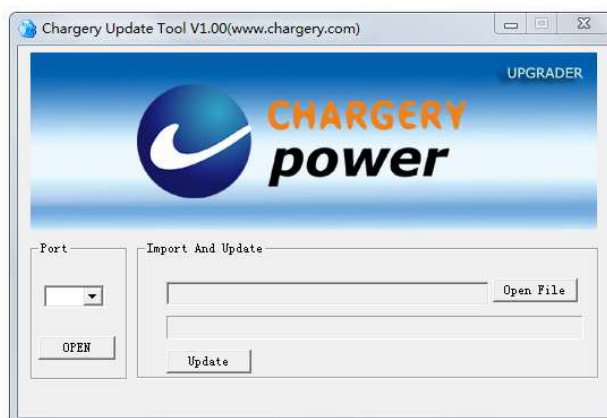 Chargery Update Tool V1.00(www.chargery.com)
UPGRADER
CHARGERY
power
Port
Import And Update
Open File
OPEN
Update